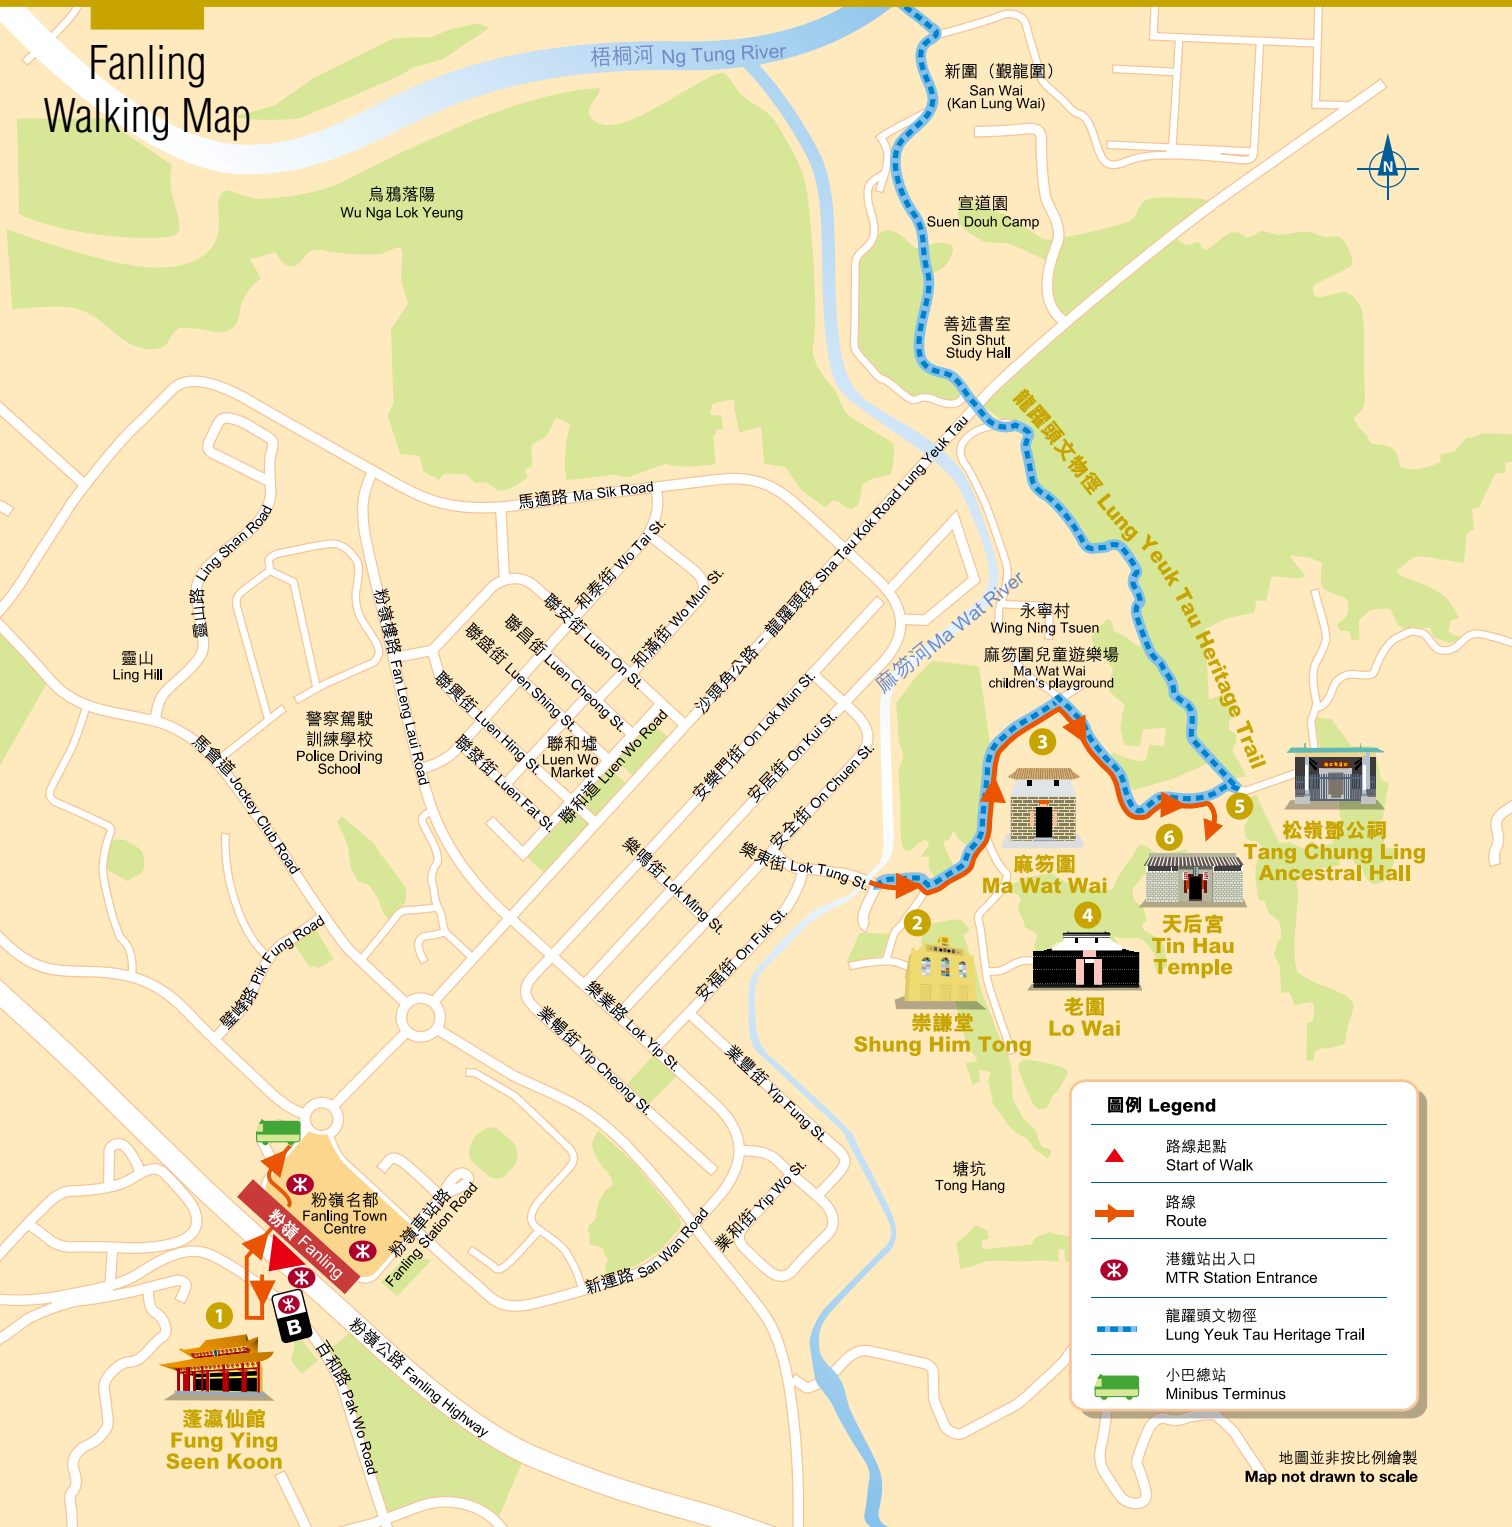 Fanling
Walking Map
梧桐河 Ng Tung River
新圍（覲龍圍）
San Wai
(Kan Lung Wai)
N
烏鴉落陽
Wu Nga Lok Yeung
宣道園
Suen Douh Camp
善述書室
Sin Shut
Study Hall
龍躍頭文物徑 Lung Yeuk Tau Heritage Trail
馬適路 Ma Sik Road
沙頭角公路 - 龍躍頭段 Sha Tau Kok Road Lung Yeuk Tau
靈山路 Ling Shan Road
粉嶺樓路 Fan Leng Laui Road
和泰街 Wo Tai St.
和滿街 Wo Mun St.
聯安街 Luen On St.
聯昌街 Luen Cheong St.
聯盛街 Luen Shing St.
聯興街 Luen Hing St.
聯發街 Luen Fat St.
聯和道 Luen Wo Road
聯和墟
Luen Wo
Market
麻笏河 Ma Wat River
永寧村
Wing Ning Tsuen
麻笏圍兒童遊樂場
Ma Wat Wai
children's playground
靈山
Ling Hill
警察駕駛
訓練學校
Police Driving
School
馬會道 Jockey Club Road
安樂門街 On Lok Mun St.
安居街 On Kui St.
安全街 On Chuen St.
樂東街 Lok Tung St.
樂鳴街 Lok Ming St.
安福街 On Fuk St.
樂業路 Lok Yip St.
業暢街 Yip Cheong St.
業豐街 Yip Fung St.
業和街 Yip Wo St.
璧峰路 Pik Fung Road
3
麻笏圍
Ma Wat Wai
5
松嶺鄧公祠
Tang Chung Ling
Ancestral Hall
6
天后宮
Tin Hau
Temple
2
崇謙堂
Shung Him Tong
4
老圍
Lo Wai
塘坑
Tong Hang
粉嶺名都
Fanling Town
Centre
粉嶺 Fanling
粉嶺車站路
Fanling Station Road
新運路 San Wan Road
B
1
蓬瀛仙館
Fung Ying
Seen Koon
百和路 Pak Wo Road
粉嶺公路 Fanling Highway
圖例 Legend
路線起點
Start of Walk
路線
Route
港鐵站出入口
MTR Station Entrance
龍躍頭文物徑
Lung Yeuk Tau Heritage Trail
小巴總站
Minibus Terminus
地圖並非按比例繪製
Map not drawn to scale